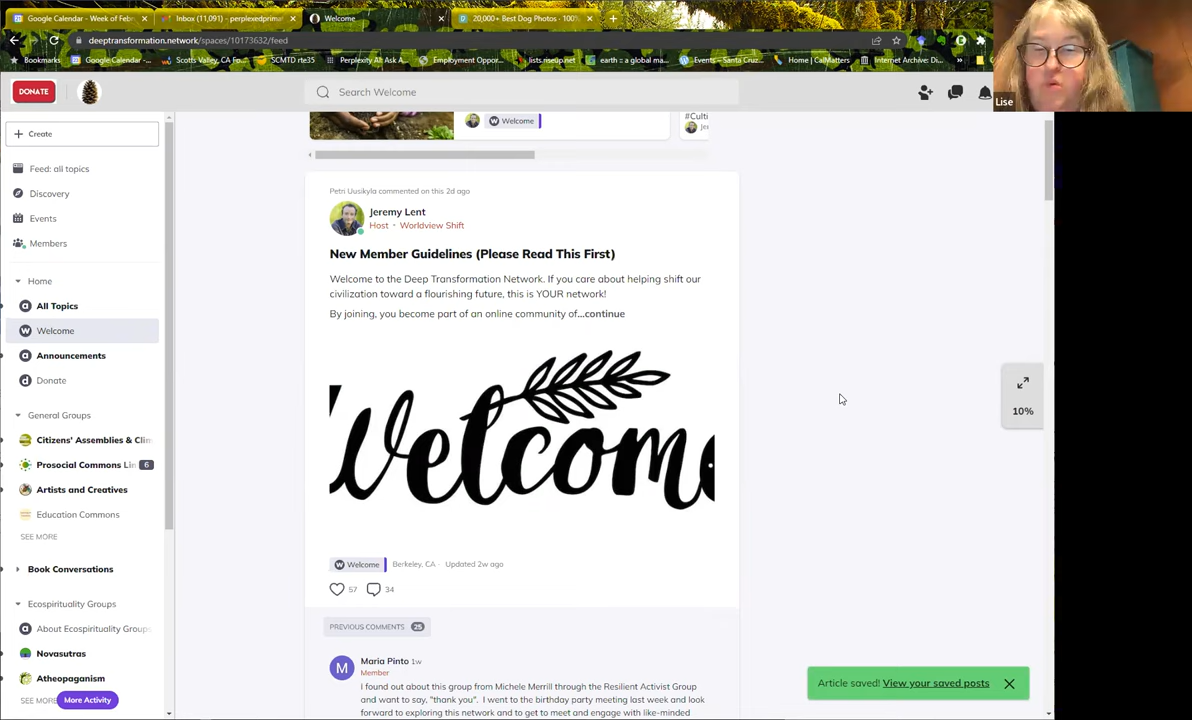 Google Calendar - Week of Febr
Inbox (11,091) - perplexedprima
Welcome
20,000+ Best Dog Photos · 100%
deeptransformation.network/spaces/10173632/feed
Bookmarks
Google Calendar -...
Scotts Valley, CA Fo...
SCMTD rte35
Perplexity AI: Ask A...
Employment Oppor...
lists.riseup.net
earth :: a global ma...
Events – Santa Cruz...
Home | CalMatters
Internet Archive: Di...
Lise
DONATE
Search Welcome
Create
Feed: all topics
Discovery
Events
Members
Home
All Topics
Welcome
Announcements
Donate
General Groups
Citizens' Assemblies & Clim
Prosocial Commons Lin 6
Artists and Creatives
Education Commons
SEE MORE
Book Conversations
Ecospirituality Groups
About Ecospirituality Groups
Novasutras
Atheopaganism
SEE MORE
More Activity
Welcome
#Culti
Jer
Petri Uusikyla commented on this 2d ago
Jeremy Lent
Host • Worldview Shift
New Member Guidelines (Please Read This First)
Welcome to the Deep Transformation Network. If you care about helping shift our
civilization toward a flourishing future, this is YOUR network!
By joining, you become part of an online community of...continue
Welcome
W Welcome Berkeley, CA · Updated 2w ago
57 34
PREVIOUS COMMENTS 25
M
Maria Pinto 1w
Member
I found out about this group from Michele Merrill through the Resilient Activist Group
and want to say, "thank you". I went to the birthday party meeting last week and look
forward to exploring this network and to get to meet and engage with like-minded
10%
Article saved! View your saved posts